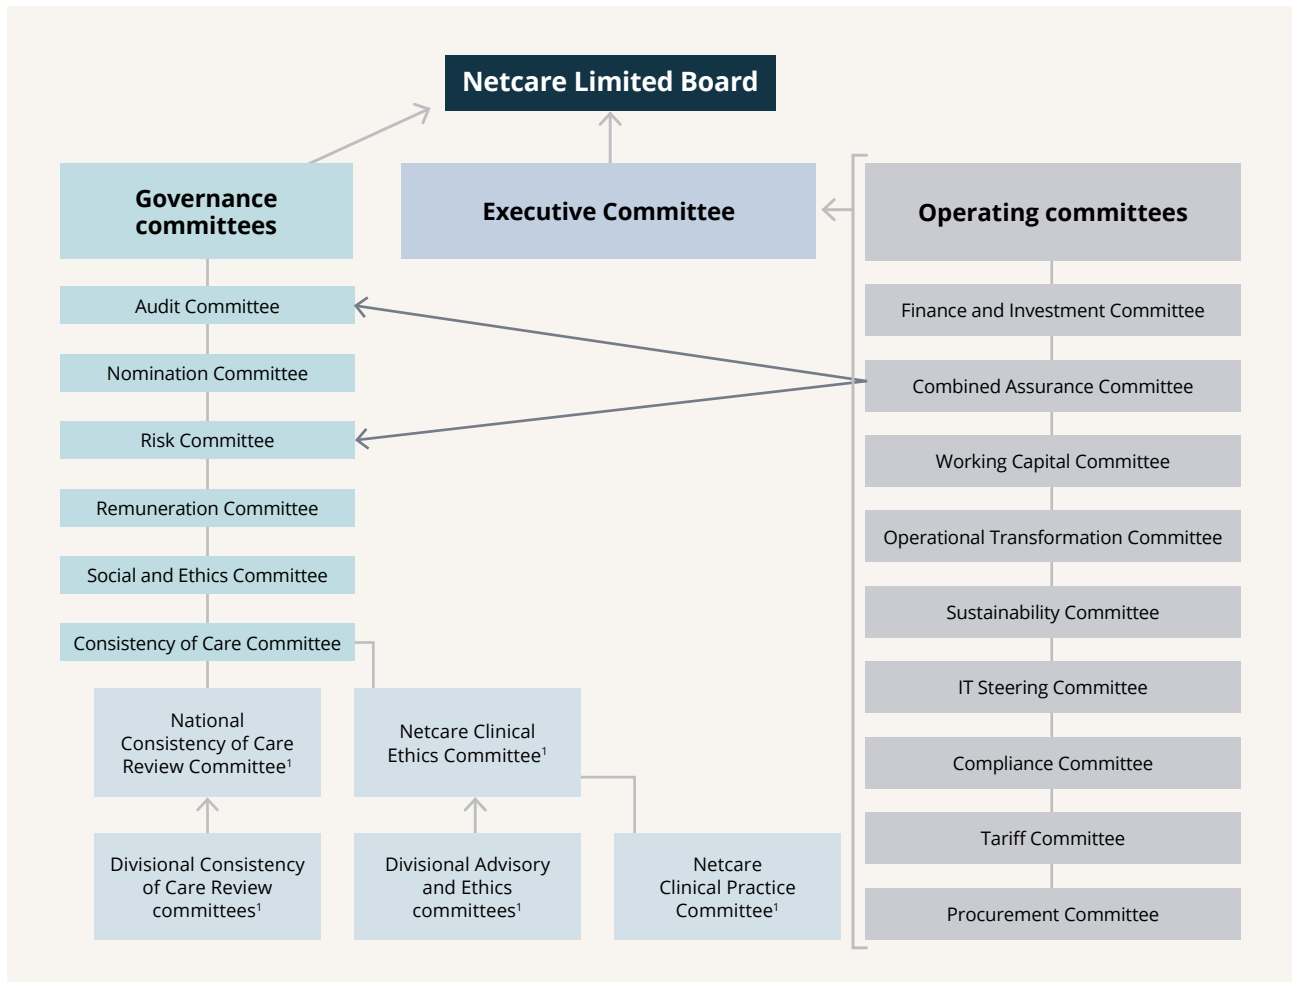 Netcare Limited Board
Governance
committees
Executive Committee
Operating committees
Audit Committee
Nomination Committee
Risk Committee
Remuneration Committee
Social and Ethics Committee
Consistency of Care Committee
National
Consistency of Care
Review Committee¹
Netcare Clinical
Ethics Committee¹
Divisional Consistency
of Care Review
committees¹
Divisional Advisory
and Ethics
committees¹
Netcare
Clinical Practice
Committee¹
Finance and Investment Committee
Combined Assurance Committee
Working Capital Committee
Operational Transformation Committee
Sustainability Committee
IT Steering Committee
Compliance Committee
Tariff Committee
Procurement Committee